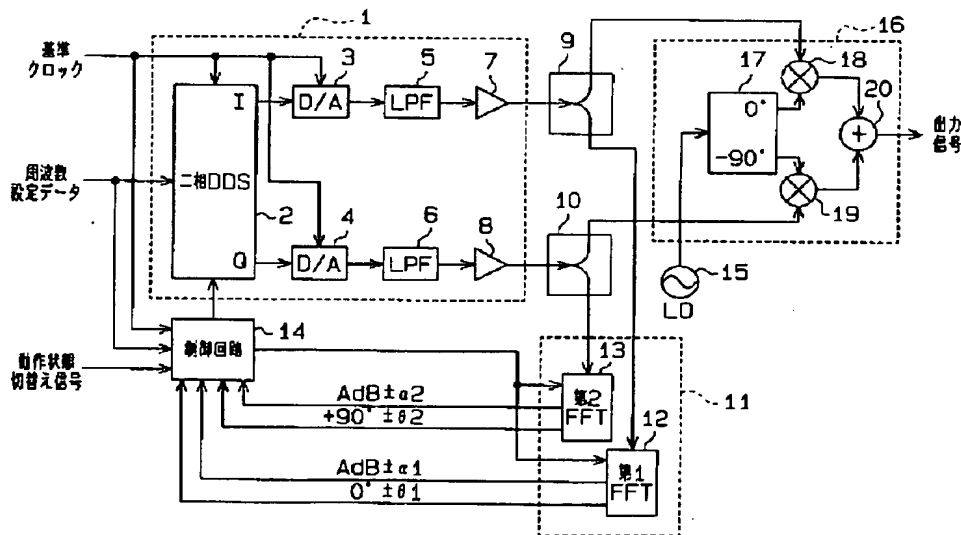 1
基準
クロック
3
5
7
9
16
18
I
D/A
LPF
17
0°
20
出力
信号
-90°
周波数
設定データ
二相DDS
2
4
6
8
10
19
Q
D/A
LPF
15
LO
14
制御回路
動作状態
切替え信号
13
AdB±α2
+90°±θ2
第2
FFT
11
12
AdB±α1
0°±θ1
第1
FFT